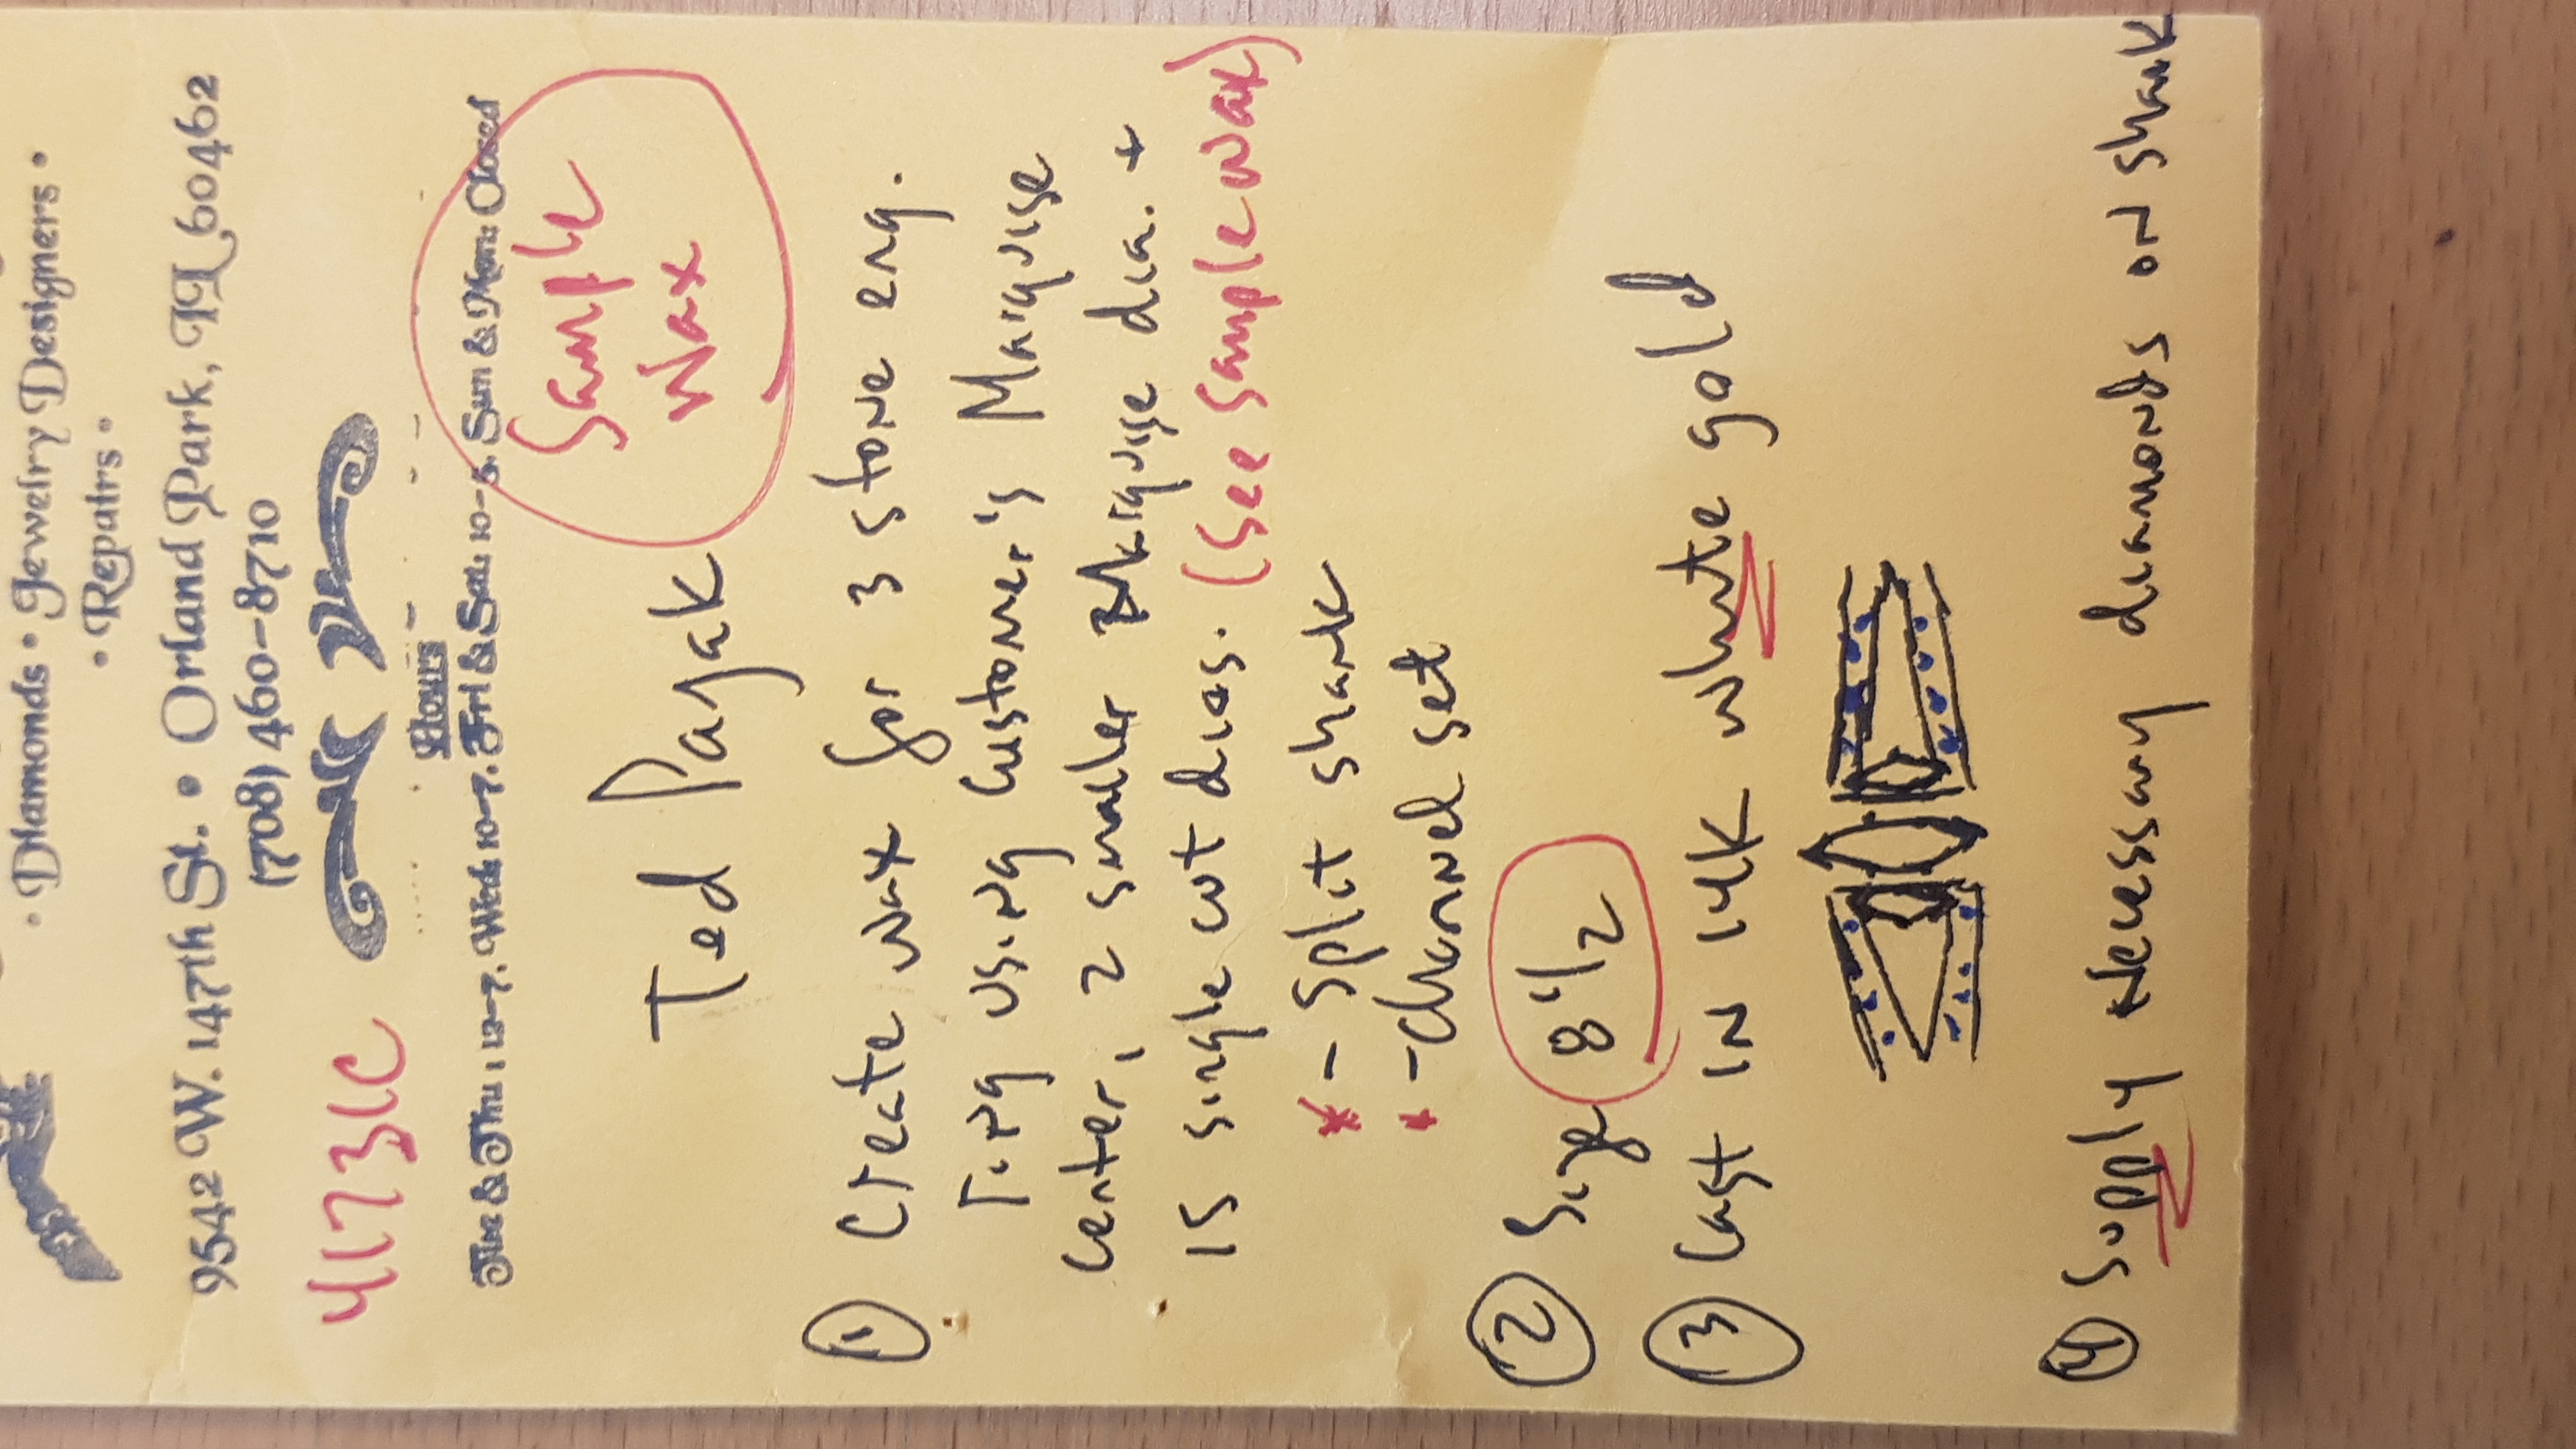 • Diamonds • Jewelry Designers •
• Repairs •
9542 W. 147th St. • Orland Park, IL 60462
(708) 460-8710
41731C
Hours
Tue & Thu: 12-7, Wed: 10-7, Fri & Sat: 10-5, Sun & Mon: Closed
Sample
Wax
Ted Pajak
1 Create wax for 3 stone eng.
ring using customer's Marquise
center, 2 smaller Marquise dia. +
15 single cut dias. (See Sample Wax)
* - Split shank
* - Channel set
2 Size 8 1/2
3 Cast in 14K white gold
4 Supply necessary diamonds on shank